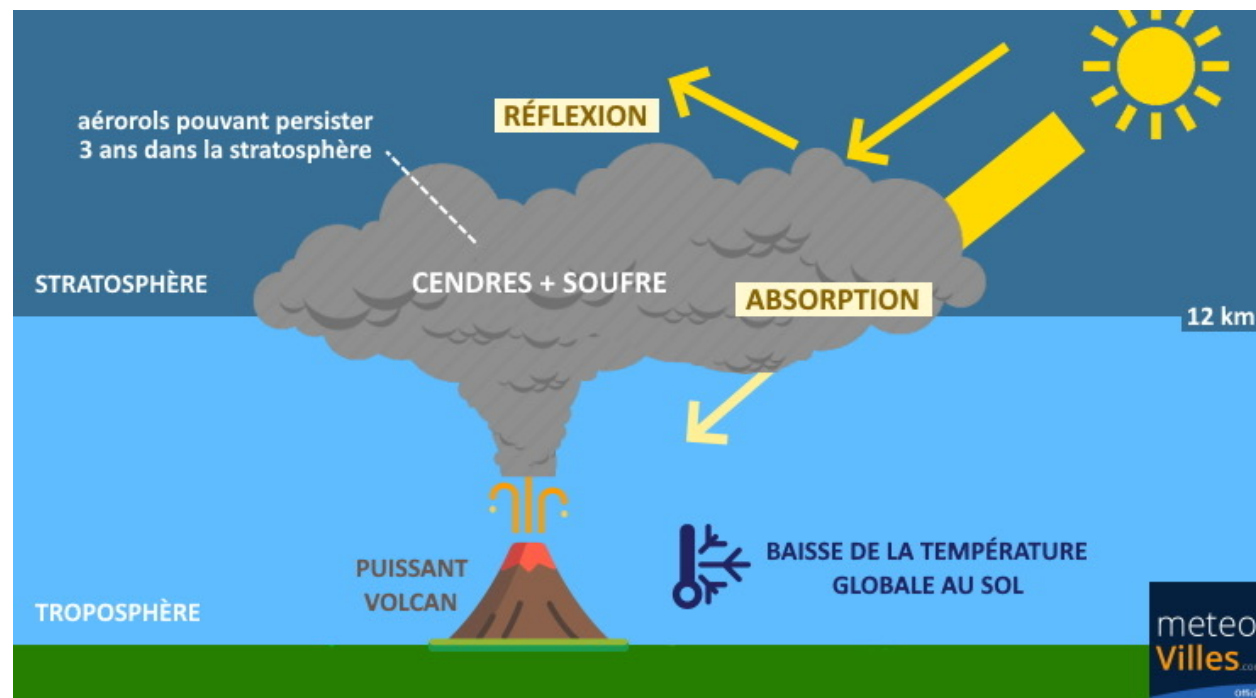 aérorols pouvant persister
3 ans dans la stratosphère
RÉFLEXION
STRATOSPHÈRE
CENDRES + SOUFRE
ABSORPTION
12 km
PUISSANT
VOLCAN
BAISSE DE LA TEMPÉRATURE
GLOBALE AU SOL
TROPOSPHÈRE
meteo
Villes.co